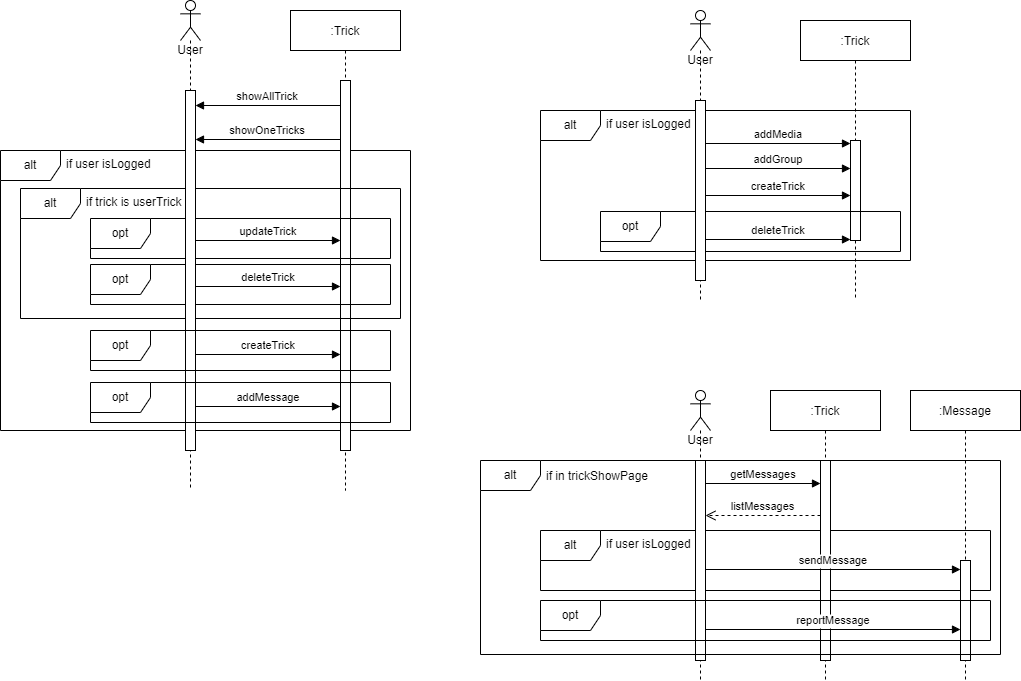 User
:Trick
showAllTrick
showOneTricks
alt
if user isLogged
alt
if trick is userTrick
opt
updateTrick
opt
deleteTrick
opt
createTrick
opt
addMessage
User
:Trick
alt
if user isLogged
addMedia
addGroup
createTrick
opt
deleteTrick
User
:Trick
:Message
alt
if in trickShowPage
getMessages
listMessages
alt
if user isLogged
sendMessage
opt
reportMessage